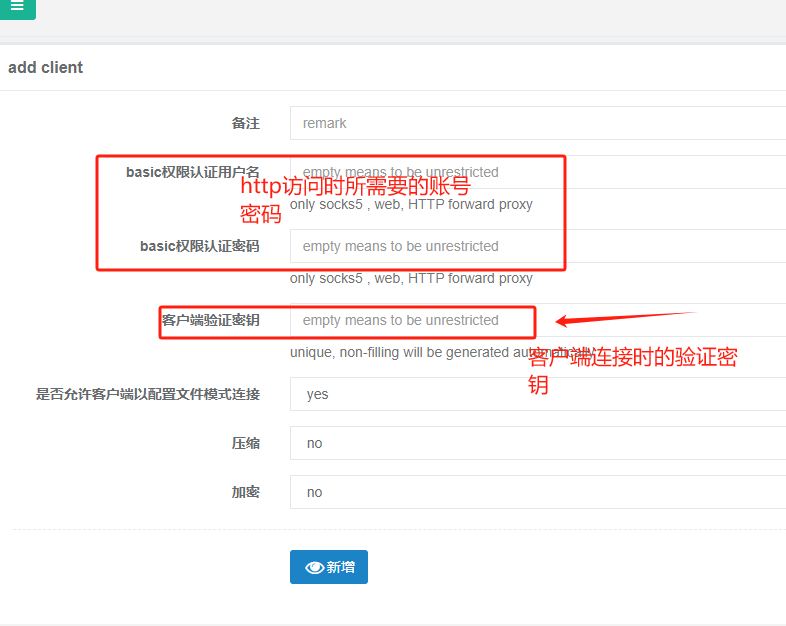 add client
备注
remark
basic权限认证用户名
empty means to be unrestricted
http访问时所需要的账号
密码
only socks5 , web, HTTP forward proxy
basic权限认证密码
empty means to be unrestricted
only socks5 , web, HTTP forward proxy
客户端验证密钥
empty means to be unrestricted
unique, non-filling will be generated automatically
客户端连接时的验证密
钥
是否允许客户端以配置文件模式连接
yes
压缩
no
加密
no
新增